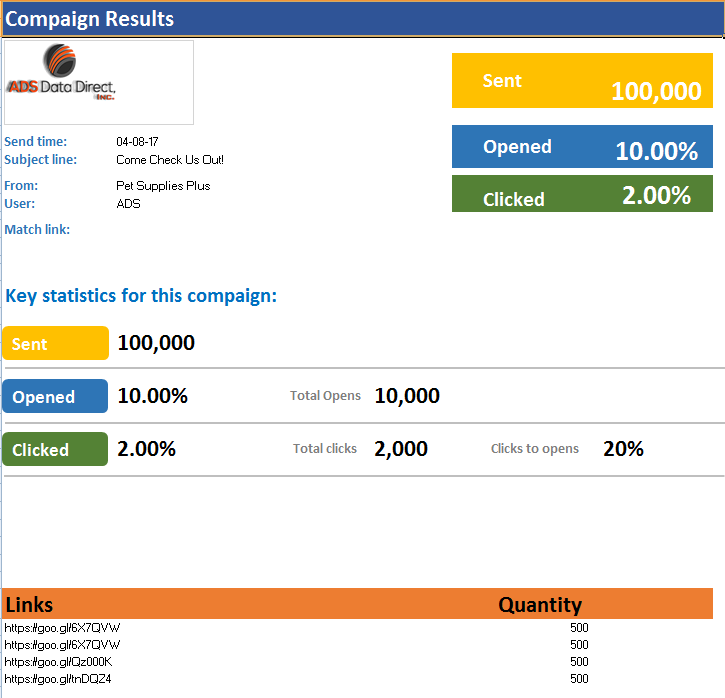 Compaign Results
ADS Data Direct,
INC.
Sent 100,000
Send time: 04-08-17
Subject line: Come Check Us Out!
Opened 10.00%
From: Pet Supplies Plus
User: ADS
Clicked 2.00%
Match link:
Key statistics for this compaign:
Sent 100,000
Opened 10.00% Total Opens 10,000
Clicked 2.00% Total clicks 2,000 Clicks to opens 20%
Links Quantity
https://goo.gl/6X7QVW 500
https://goo.gl/6X7QVW 500
https://goo.gl/Qz000K 500
https://goo.gl/tnDQZ4 500